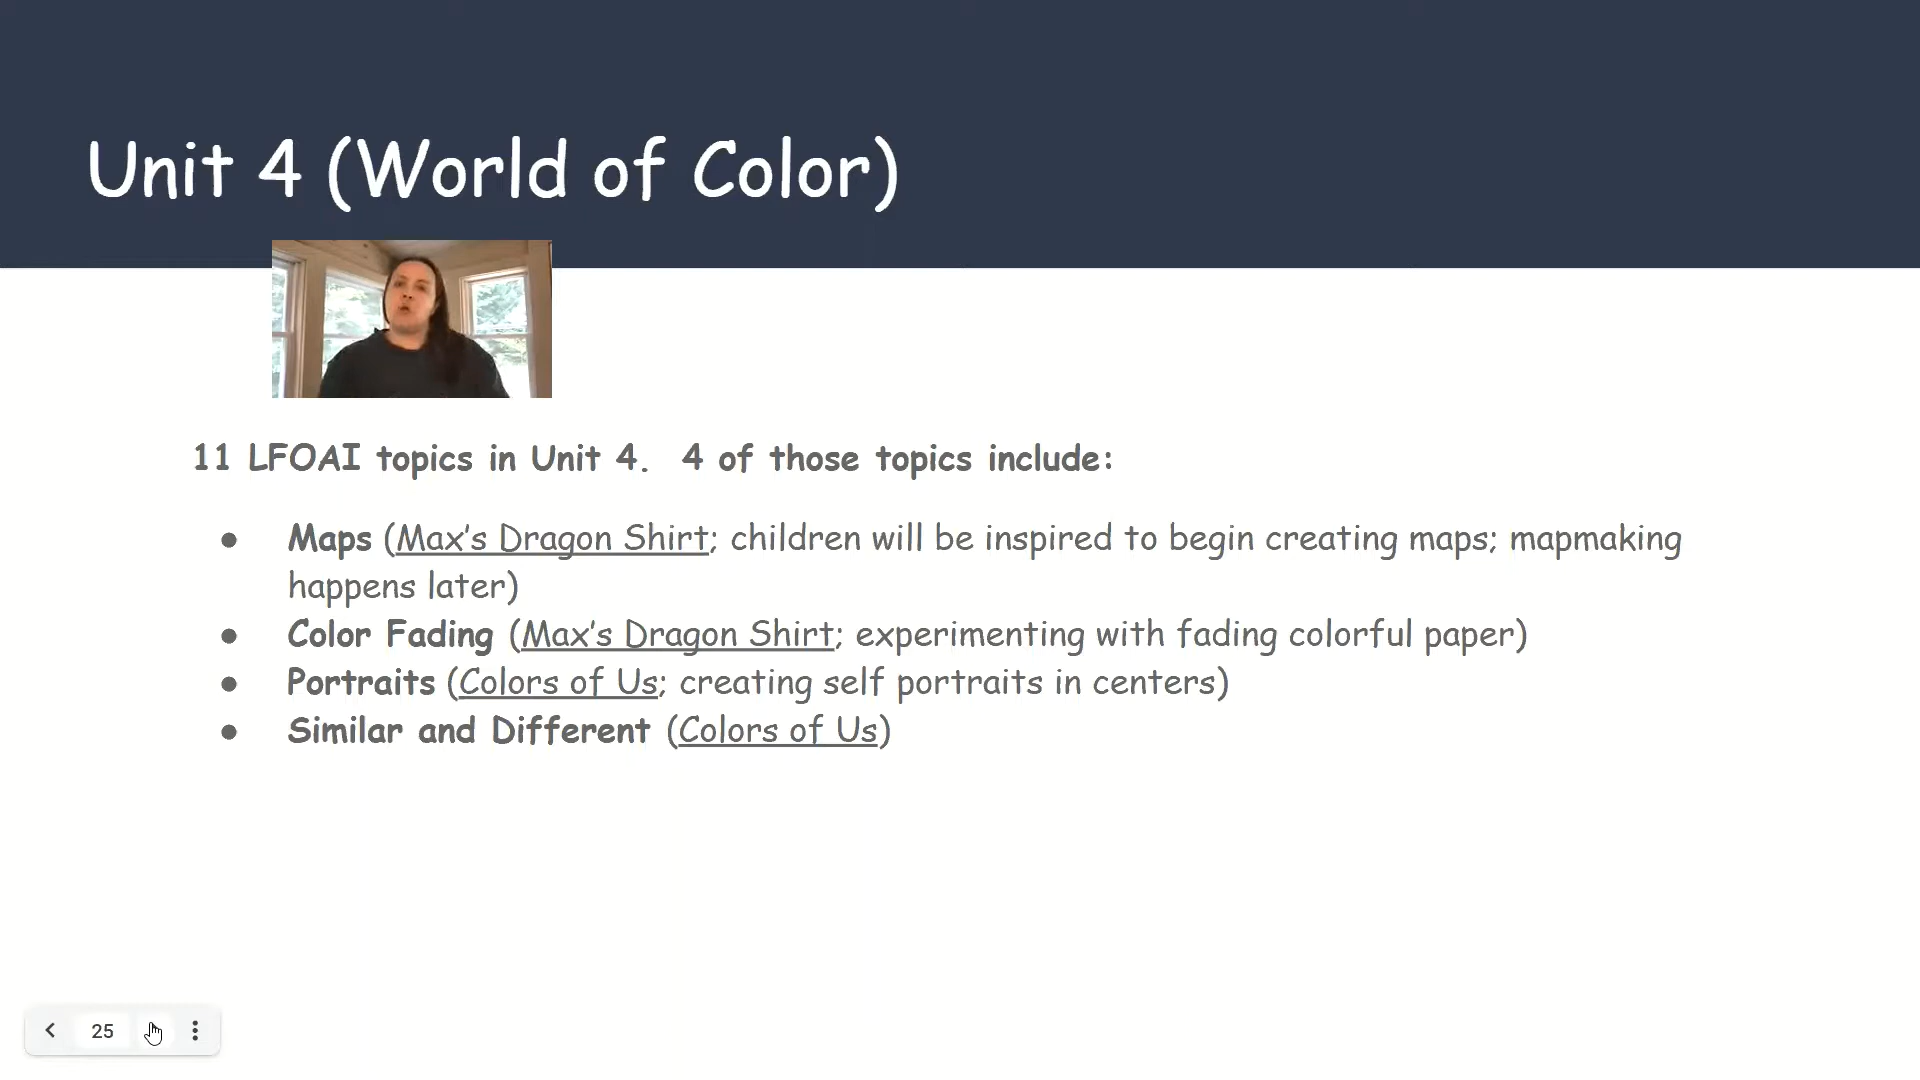 Unit 4 (World of Color)
11 LFOAI topics in Unit 4.  4 of those topics include:
● Maps (Max's Dragon Shirt; children will be inspired to begin creating maps; mapmaking
happens later)
● Color Fading (Max's Dragon Shirt; experimenting with fading colorful paper)
● Portraits (Colors of Us; creating self portraits in centers)
● Similar and Different (Colors of Us)
25